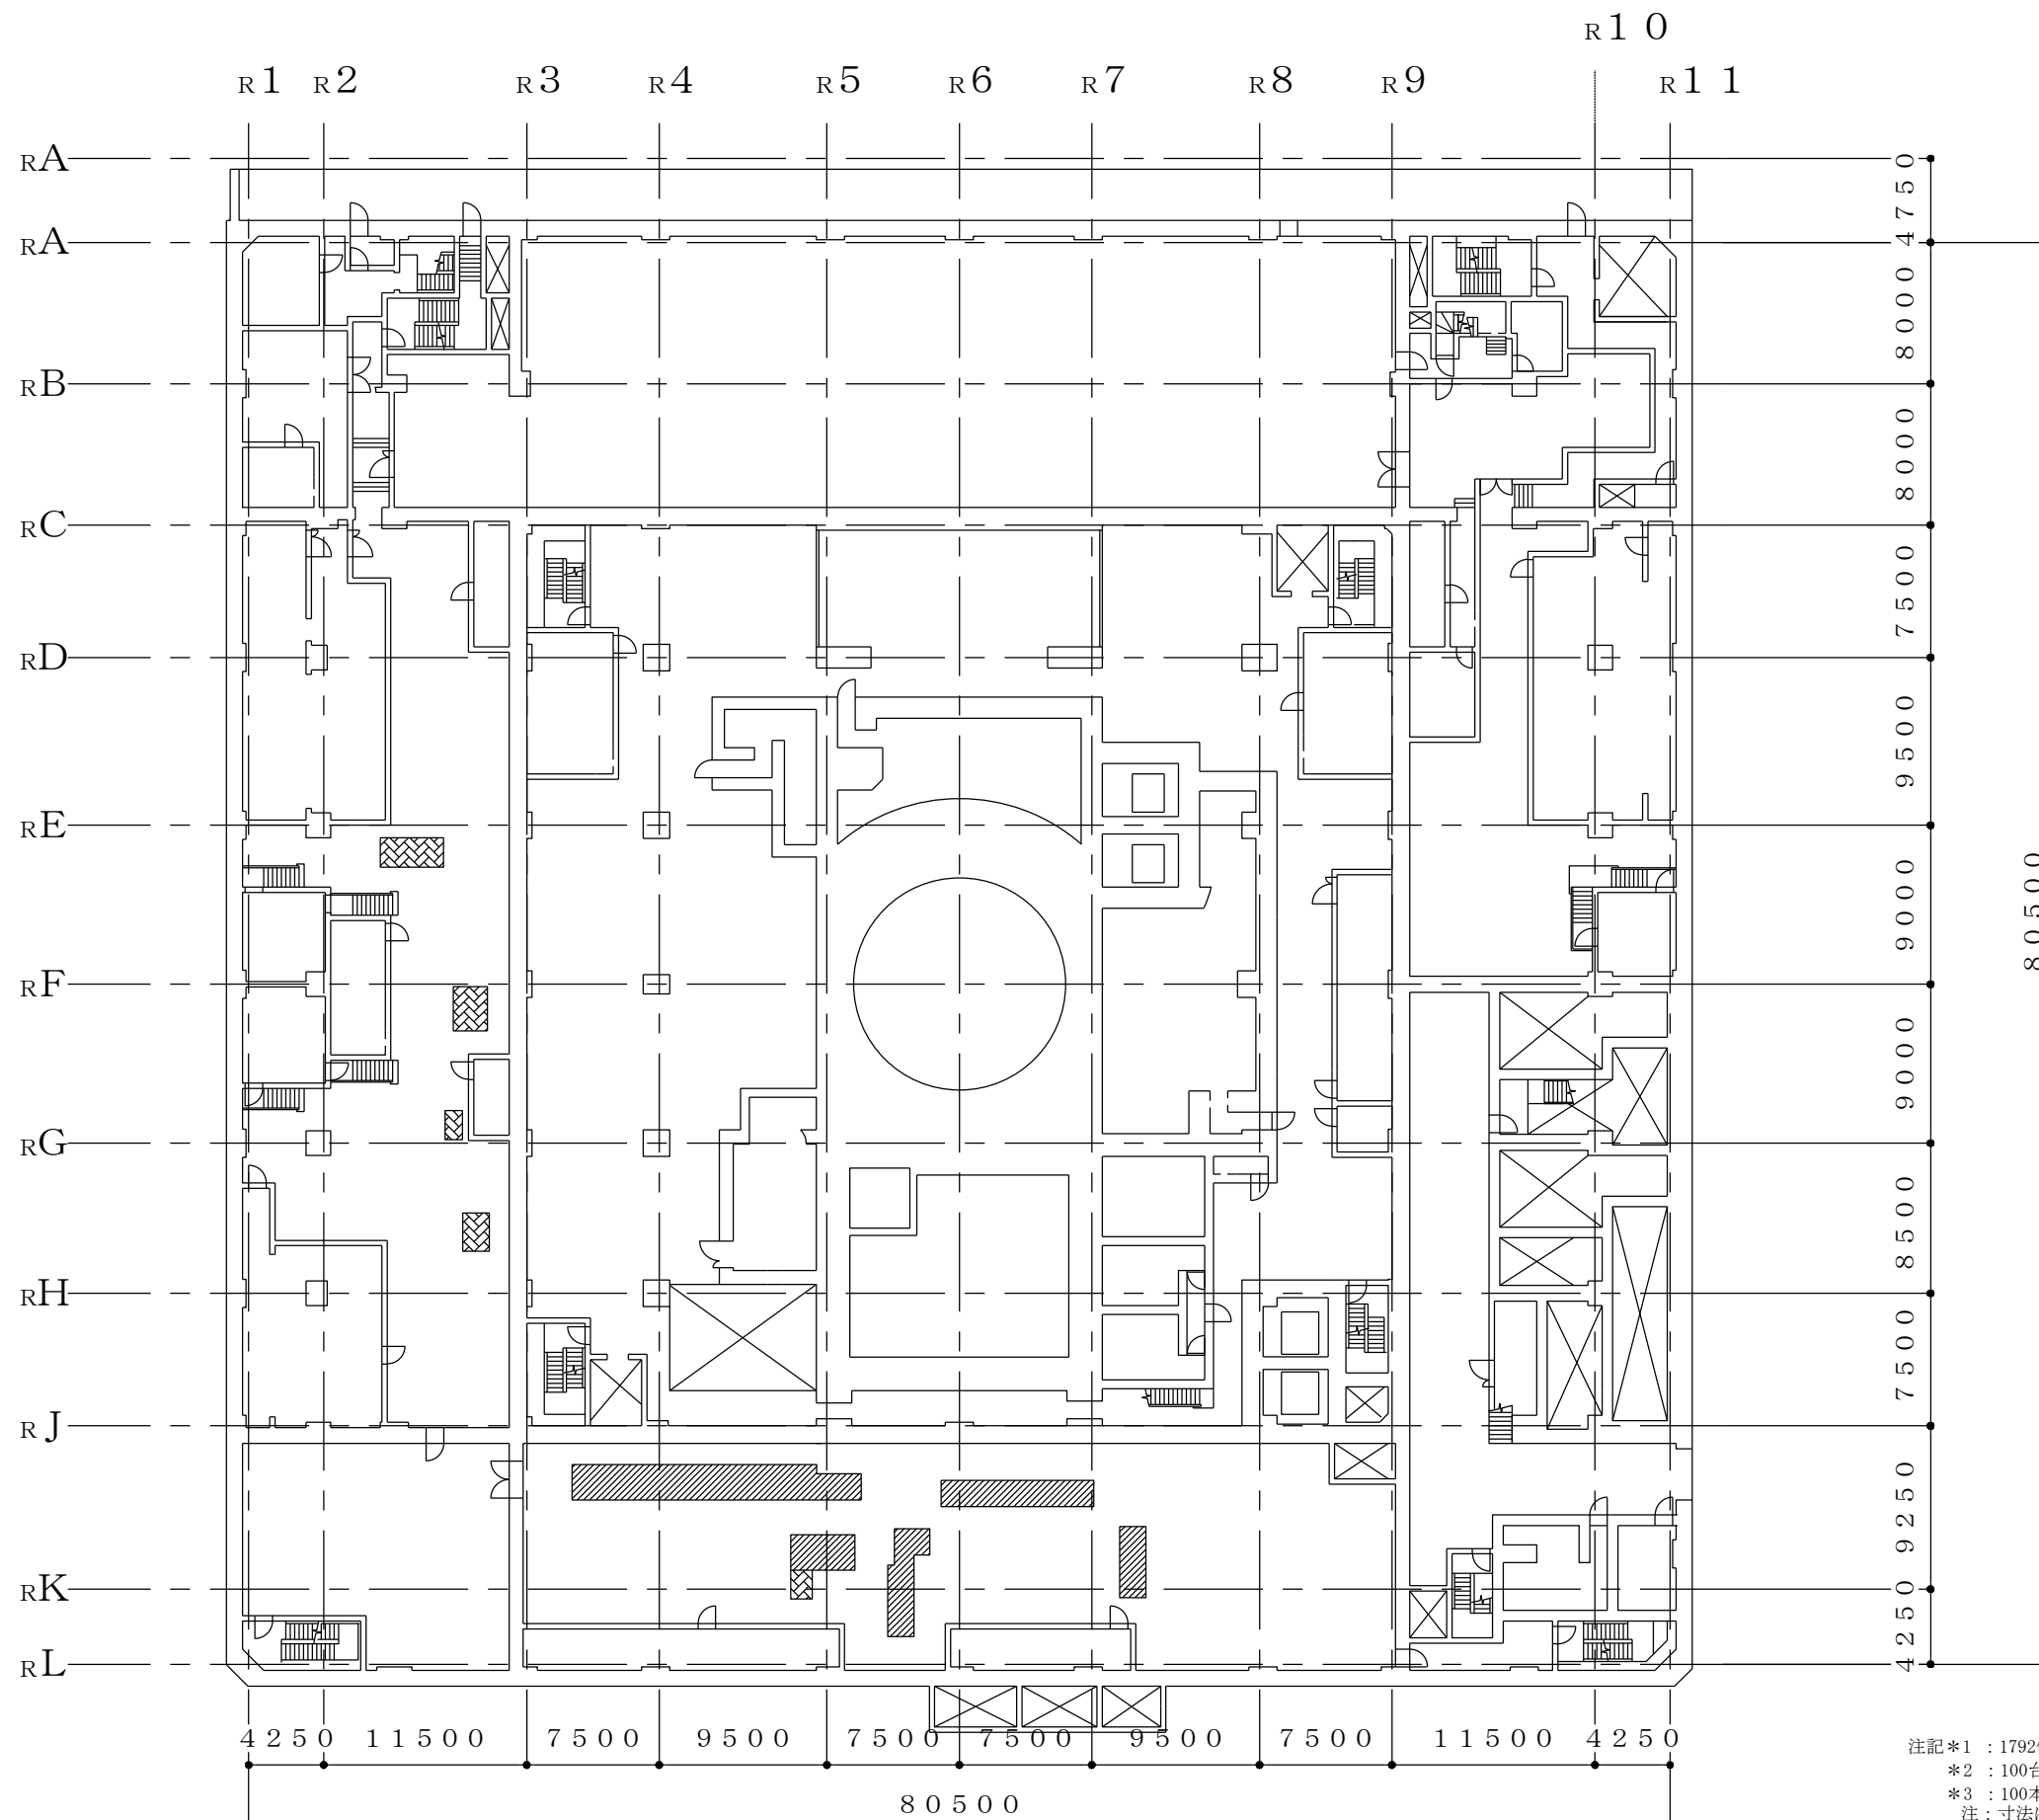 R10
R1 R2 R3 R4 R5 R6 R7 R8 R9 R11
RA
RA
RB
RC
RD
RE
RF
RG
RH
RJ
RK
RL
4750
8000
8000
7500
9500
9000
9000
8500
7500
9250
4250
80500
4250 11500 7500 9500 7500 7500 9500 7500 11500 4250
80500
注記＊1 ：1792
＊2 ：100台
＊3 ：100本
注：寸法